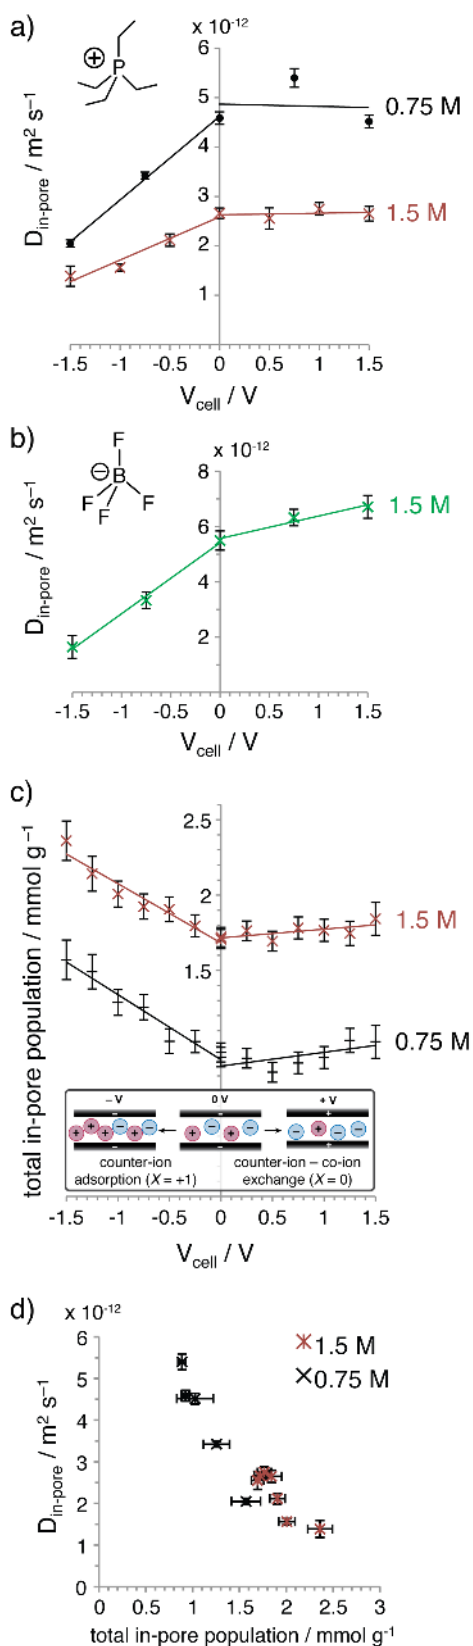 a)
x 10⁻¹²
P
⊕
6
5
4
3
2
1
0.75 M
1.5 M
D_in-pore / m² s⁻¹
-1.5 -1 -0.5 0 0.5 1 1.5
V_cell / V
b)
x 10⁻¹²
F
⊖
B
F F F
8
6
4
2
1.5 M
D_in-pore / m² s⁻¹
-1.5 -1 -0.5 0 0.5 1 1.5
V_cell / V
c)
2.5
2
1.5
1.5 M
0.75 M
total in-pore population / mmol g⁻¹
– V 0 V + V
counter-ion
adsorption (X = +1)
counter-ion – co-ion
exchange (X = 0)
-1.5 -1 -0.5 0 0.5 1 1.5
V_cell / V
d)
x 10⁻¹²
6
5
4
3
2
1
0
1.5 M
0.75 M
D_in-pore / m² s⁻¹
0 0.5 1 1.5 2 2.5 3
total in-pore population / mmol g⁻¹